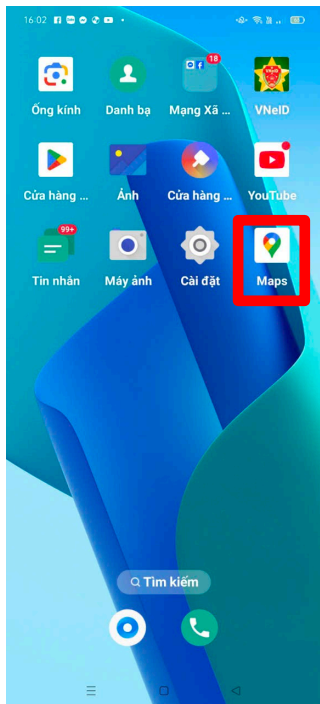 16:02
18
Ống kính Danh bạ Mạng Xã ... VNeID
Cửa hàng ... Ảnh Cửa hàng ... YouTube
99+
Tin nhắn Máy ảnh Cài đặt Maps
Tìm kiếm